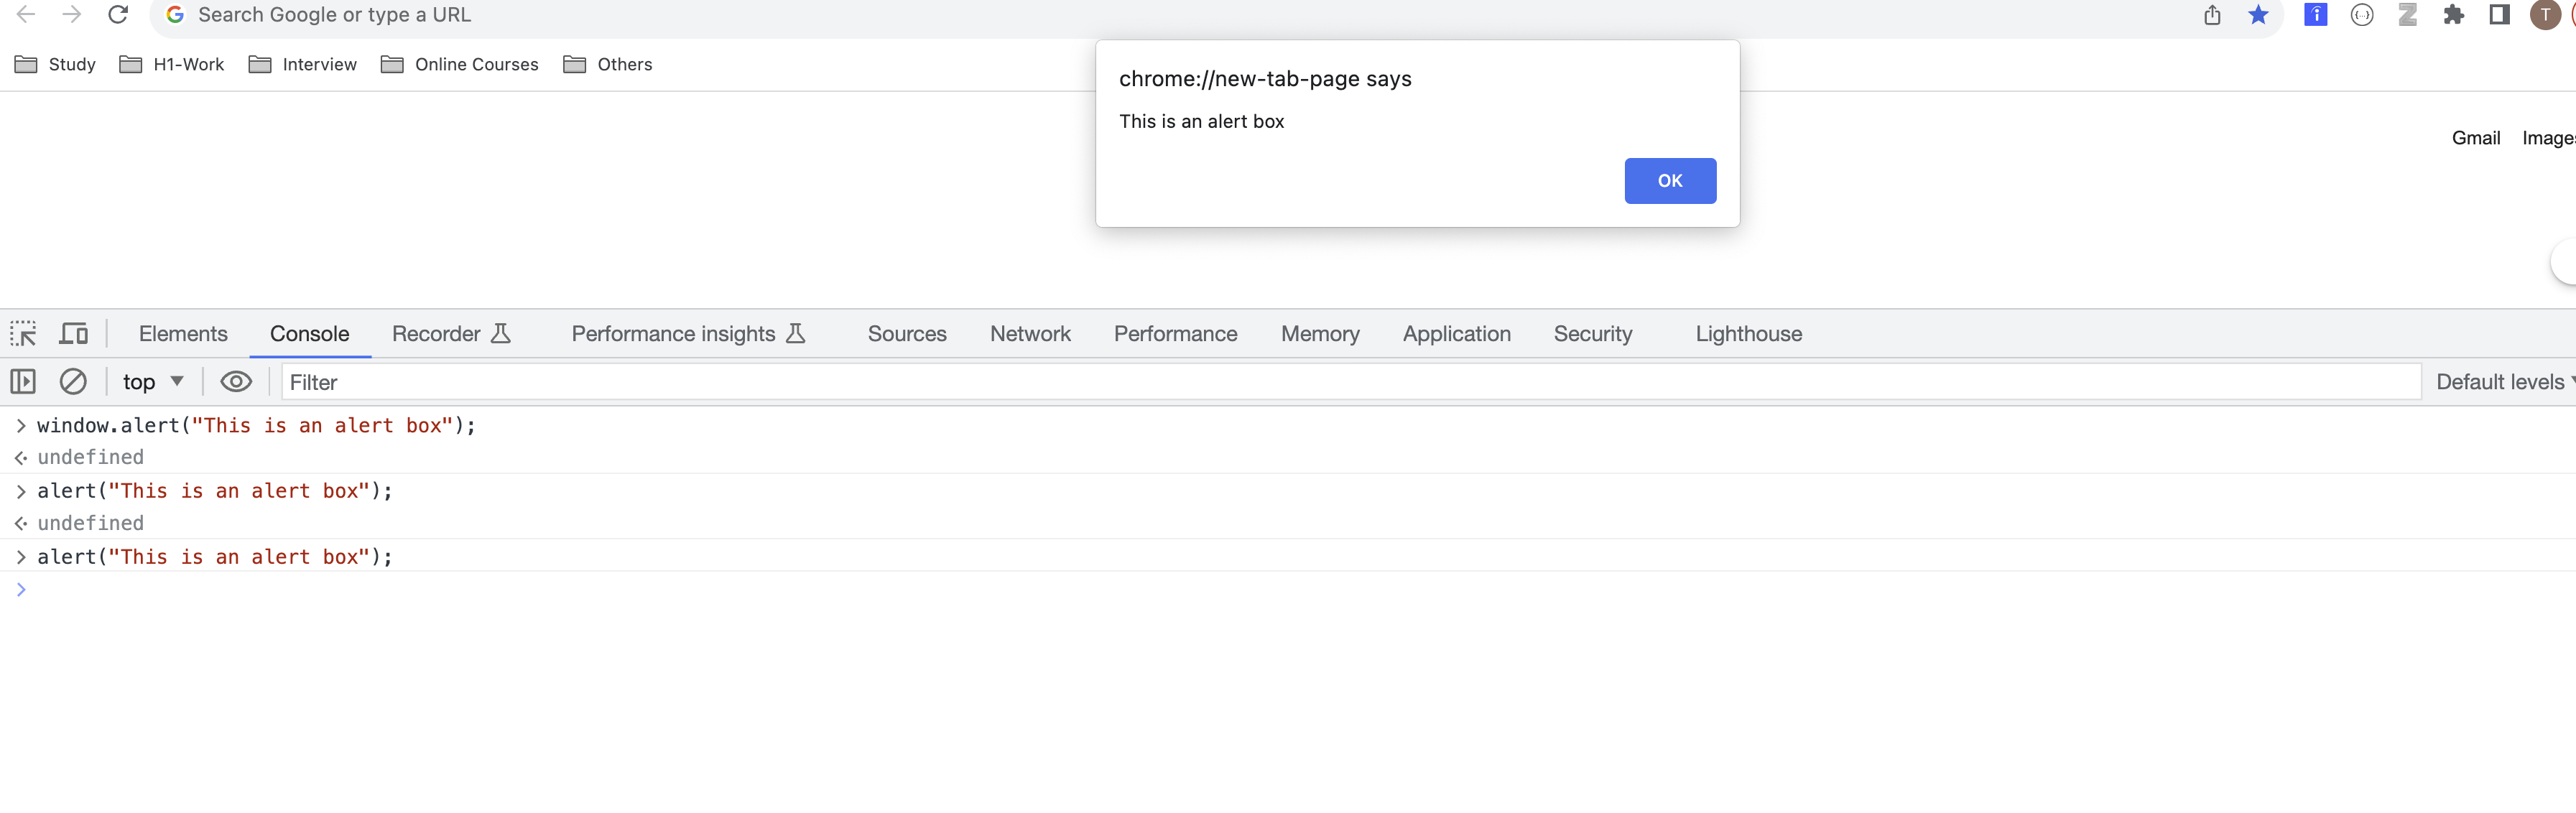 Search Google or type a URL
T
Study H1-Work Interview Online Courses Others
chrome://new-tab-page says
This is an alert box
OK
Gmail Images
Elements Console Recorder Performance insights Sources Network Performance Memory Application Security Lighthouse
top Filter Default levels
window.alert("This is an alert box");
undefined
alert("This is an alert box");
undefined
alert("This is an alert box");